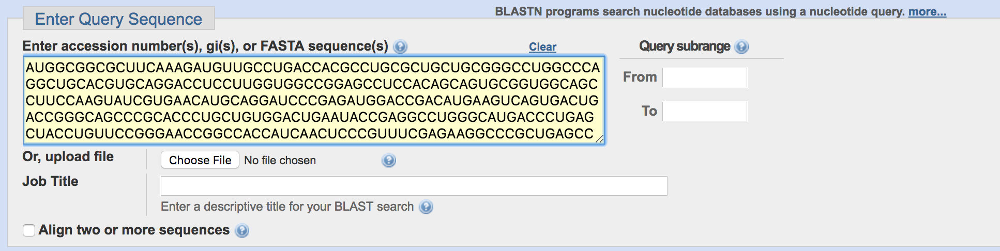 BLASTN programs search nucleotide databases using a nucleotide query. more...
Enter Query Sequence
Enter accession number(s), gi(s), or FASTA sequence(s)
Clear
Query subrange
AUGGCGGCGCUUCAAAGAUGUUGCCUGACCACGCCUGCGCUGCUGCGGGCCUGGCCCA
GGCUGCACGUGCAGGACCUCCUUGGUGGCCGGAGCCUCCACAGCAGUGCGGUGGCAGC
CUUCCAAGUAUCGUGAACAUGCAGGAUCCCGAGAUGGACCGACAUGAAGUCAGUGACUG
ACCGGGCAGCCCGCACCCUGCUGUGGACUGAAUACCGAGGCCUGGGCAUGACCCUGAG
CUACCUGUUCCGGGAACCGGCCACCAUCAACUCCCGUUUCGAGAAGGCCCGCUGAGCC
From
To
Or, upload file
Choose File No file chosen
Job Title
Enter a descriptive title for your BLAST search
Align two or more sequences